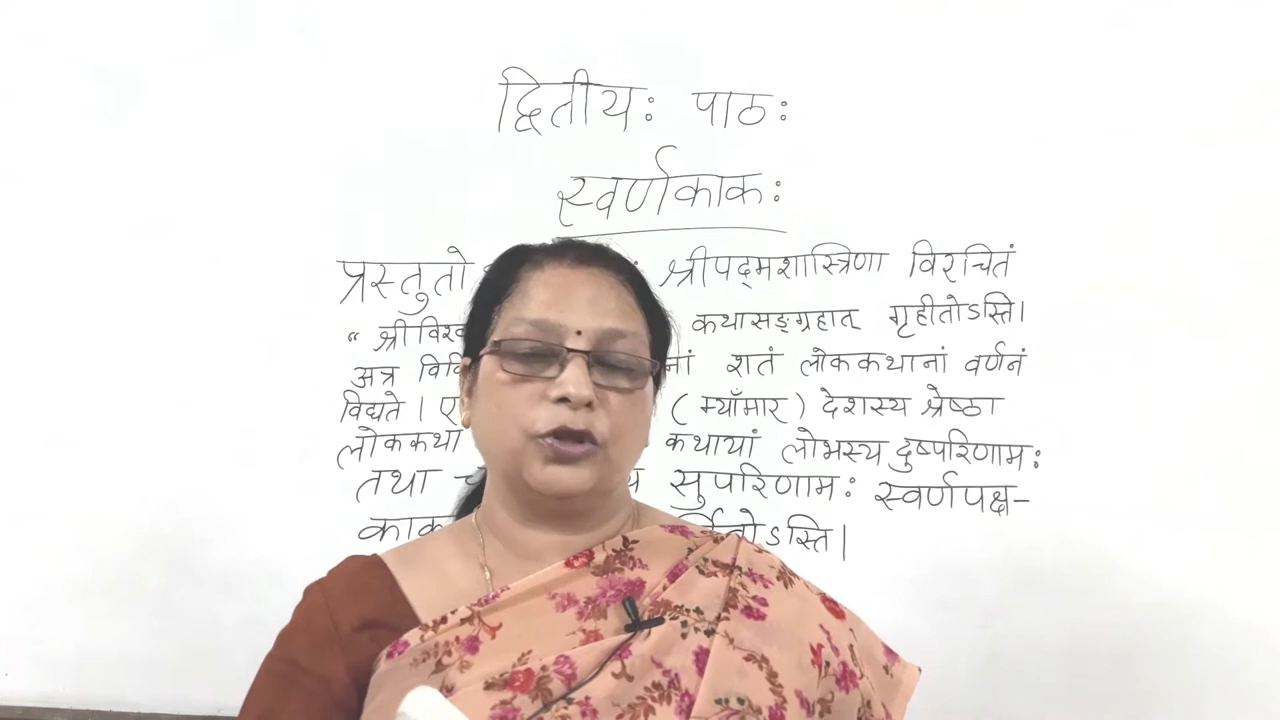 द्वितीयः पाठः
स्वर्णकाकः
प्रस्तुतो श्रीपद्मशास्त्रिणा विरचितं
“ कथासङ्ग्रहात् गृहीतोऽस्ति।
अत्र शतं लोककथानां वर्णनं
विद्यते । (म्याँमार) देशस्य श्रेष्ठा
लोककथा कथायां लोभस्य दुष्परिणामः
तथा सुपरिणामः स्वर्णपक्ष-